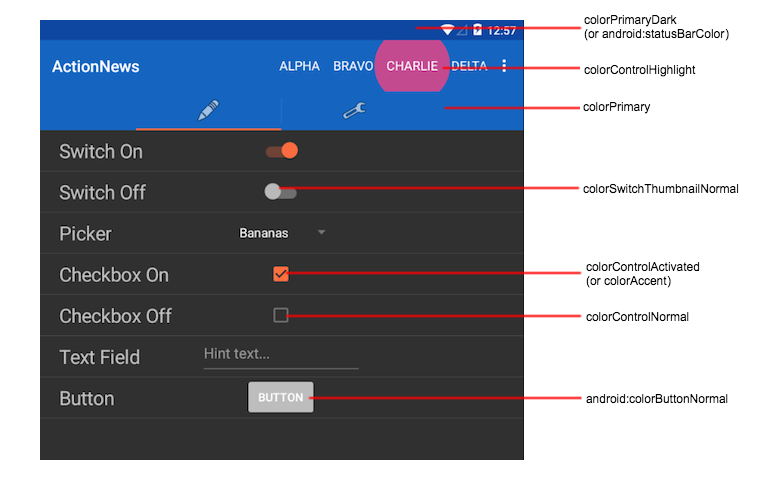 colorPrimaryDark
(or android:statusBarColor)
12:57
ActionNews ALPHA BRAVO CHARLIE DELTA
colorControlHighlight
colorPrimary
Switch On
Switch Off
colorSwitchThumbnailNormal
Picker Bananas
Checkbox On
colorControlActivated
(or colorAccent)
Checkbox Off
colorControlNormal
Text Field Hint text...
Button BUTTON
android:colorButtonNormal